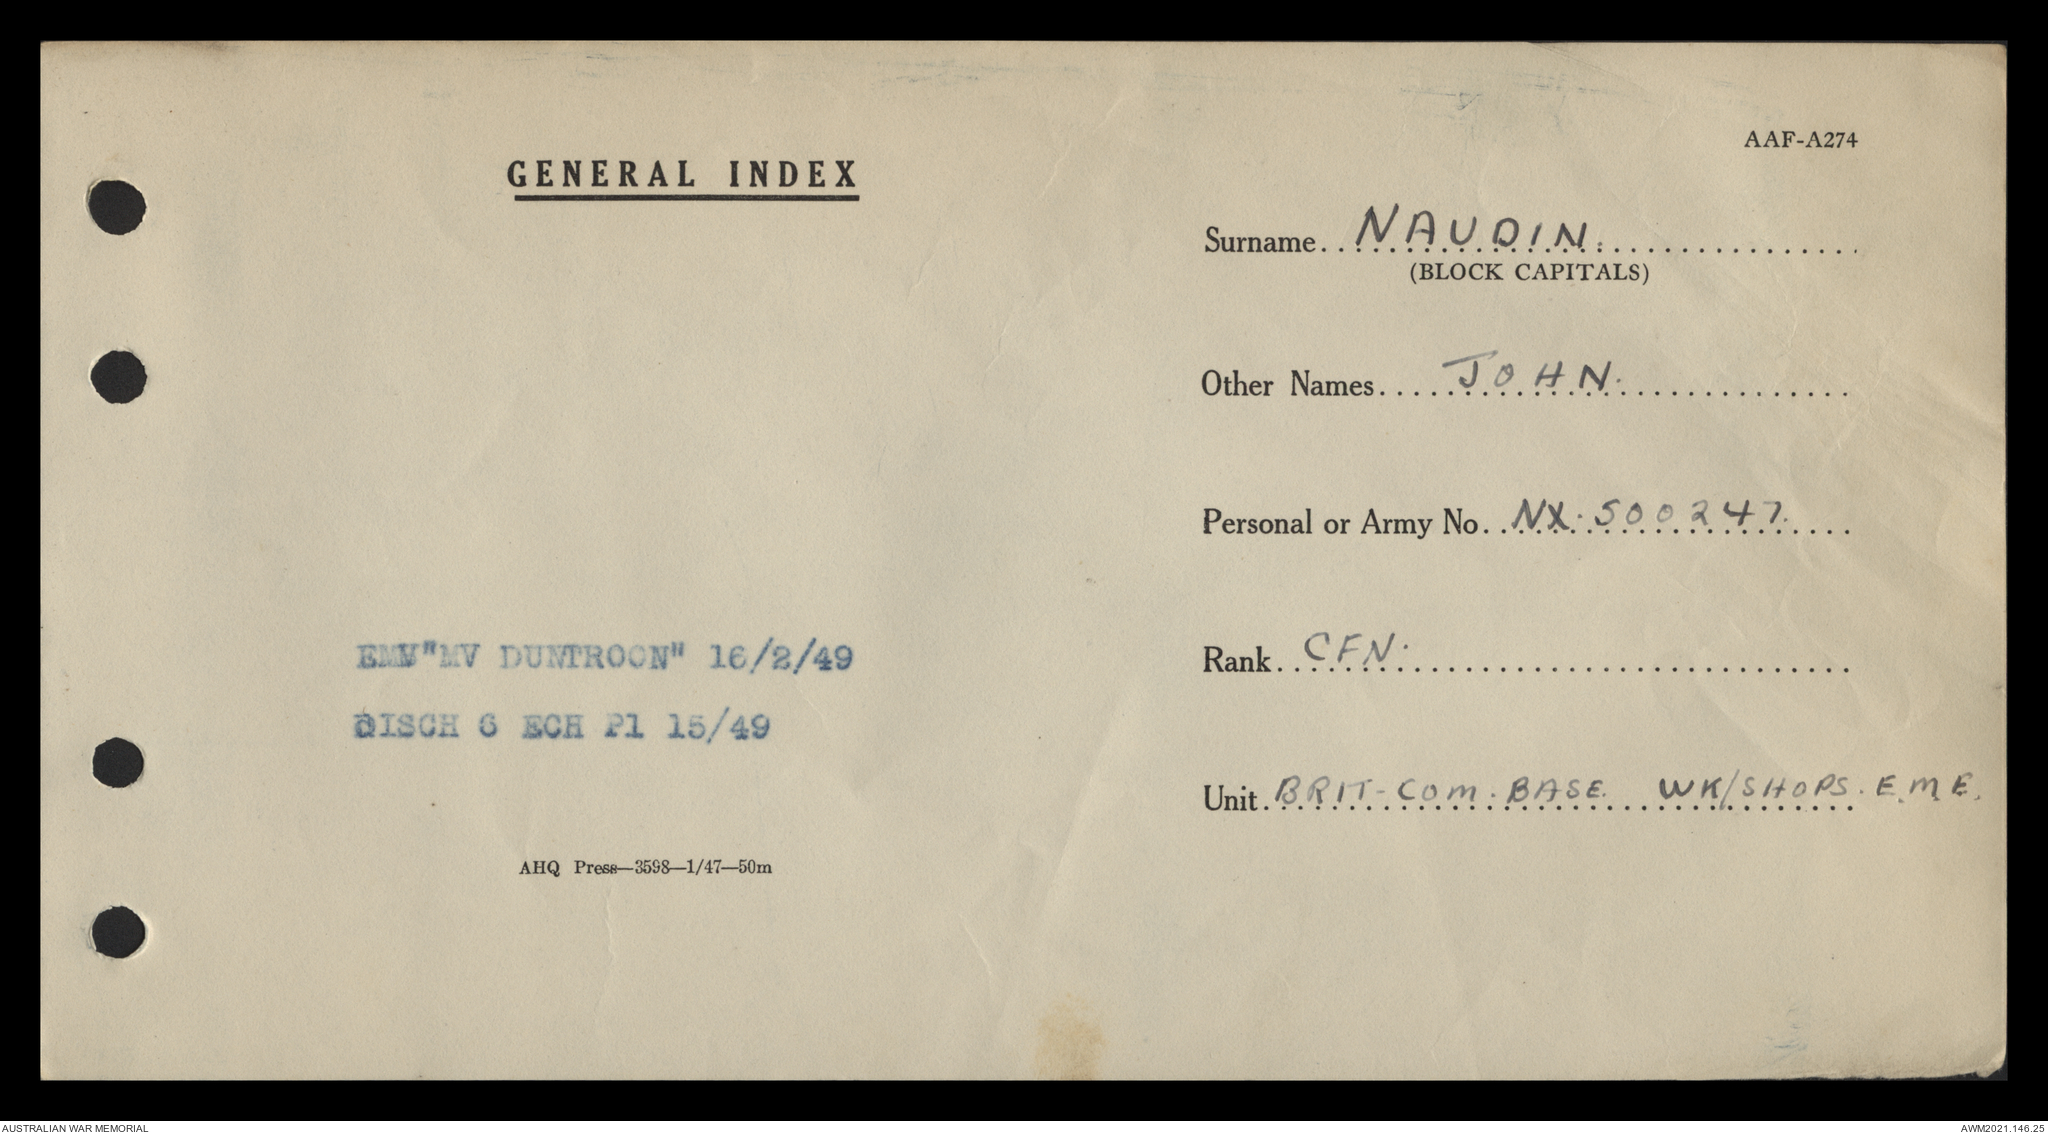 AAF-A274
GENERAL INDEX
Surname NAUDIN.
(BLOCK CAPITALS)
Other Names JOHN.
Personal or Army No. NX.500247.
Rank CFN.
EMV"MV DUNTROON" 16/2/49
DISCH 6 ECH P1 15/49
Unit BRIT-COM. BASE. WK/SHOPS. E.M.E.
AHQ Press—3598—1/47—50m
AUSTRALIAN WAR MEMORIAL
AWM2021.146.25